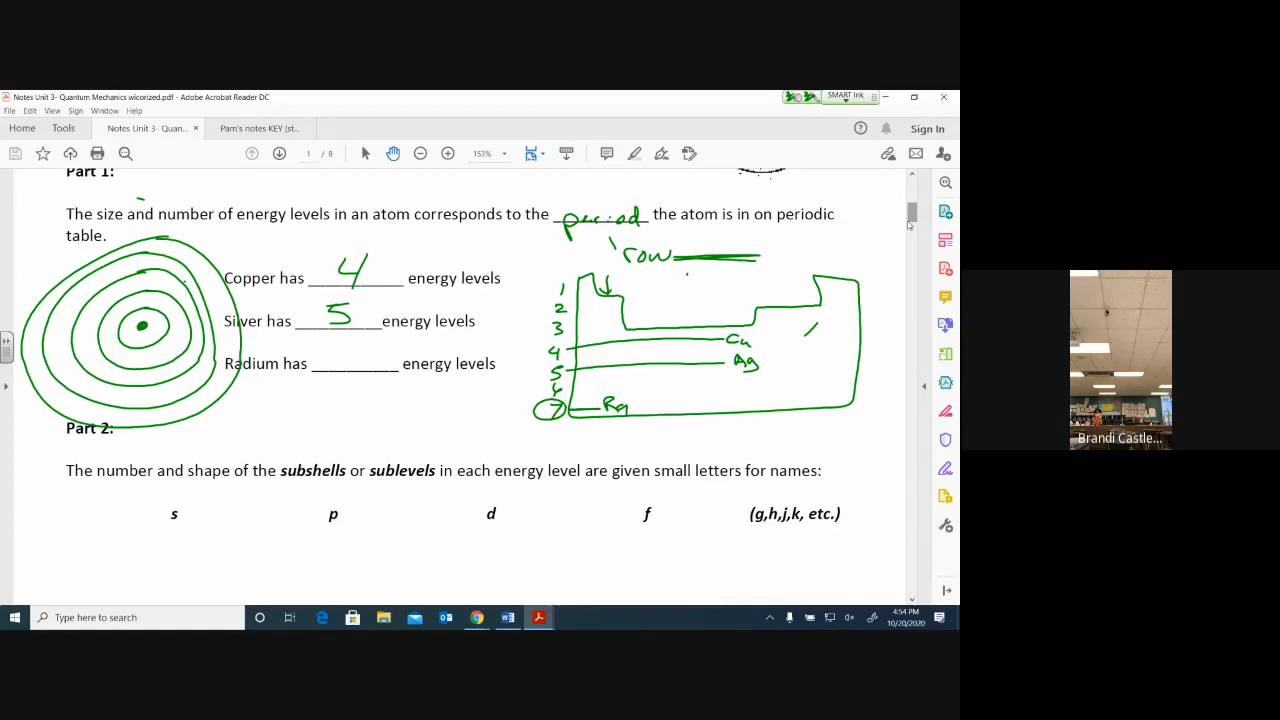 Notes Unit 3- Quantum Mechanics wicorized.pdf - Adobe Acrobat Reader DC
SMART Ink
File Edit View Sign Window Help
Home Tools Notes Unit 3- Quan... × Pam's notes KEY (st... Sign In
1 / 8 153%
Part 1:
The size and number of energy levels in an atom corresponds to the period the atom is in on periodic
table.
row
Copper has 4 energy levels
Silver has 5 energy levels
Radium has ____________ energy levels
1
2
3
4 Cu
5 Ag
6
7 Ra
Part 2:
The number and shape of the subshells or sublevels in each energy level are given small letters for names:
s p d f (g,h,j,k, etc.)
Brandi Castle...
Type here to search
4:54 PM
10/20/2020